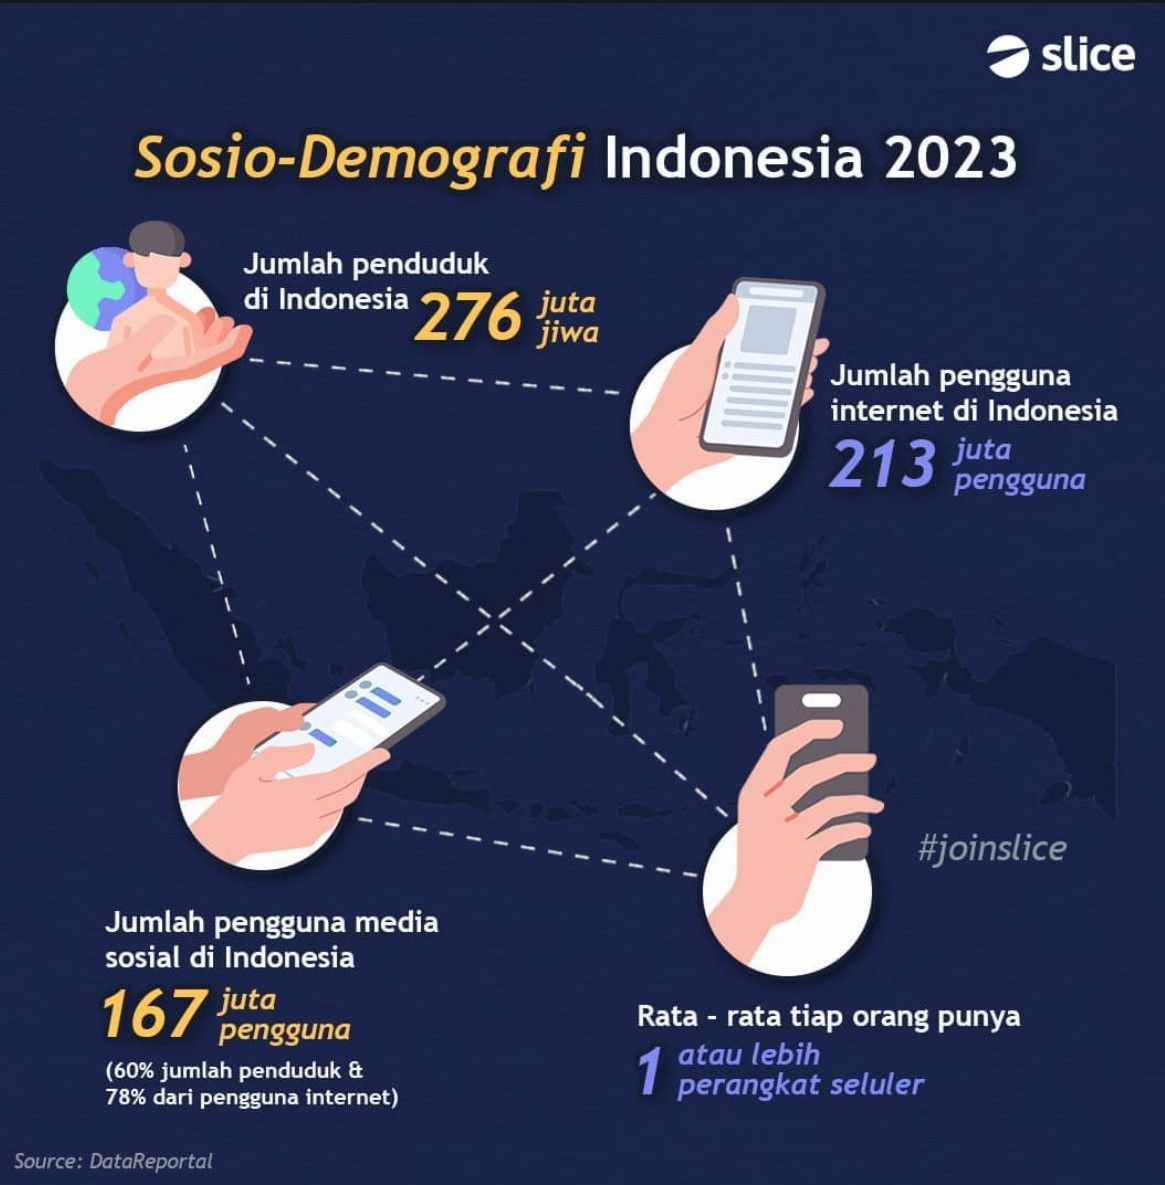 slice
Sosio-Demografi Indonesia 2023
Jumlah penduduk
di Indonesia 276 juta
jiwa
Jumlah pengguna
internet di Indonesia
213 juta
pengguna
#joinslice
Jumlah pengguna media
sosial di Indonesia
167 juta
pengguna
(60% jumlah penduduk &
78% dari pengguna internet)
Rata - rata tiap orang punya
1 atau lebih
perangkat seluler
Source: DataReportal